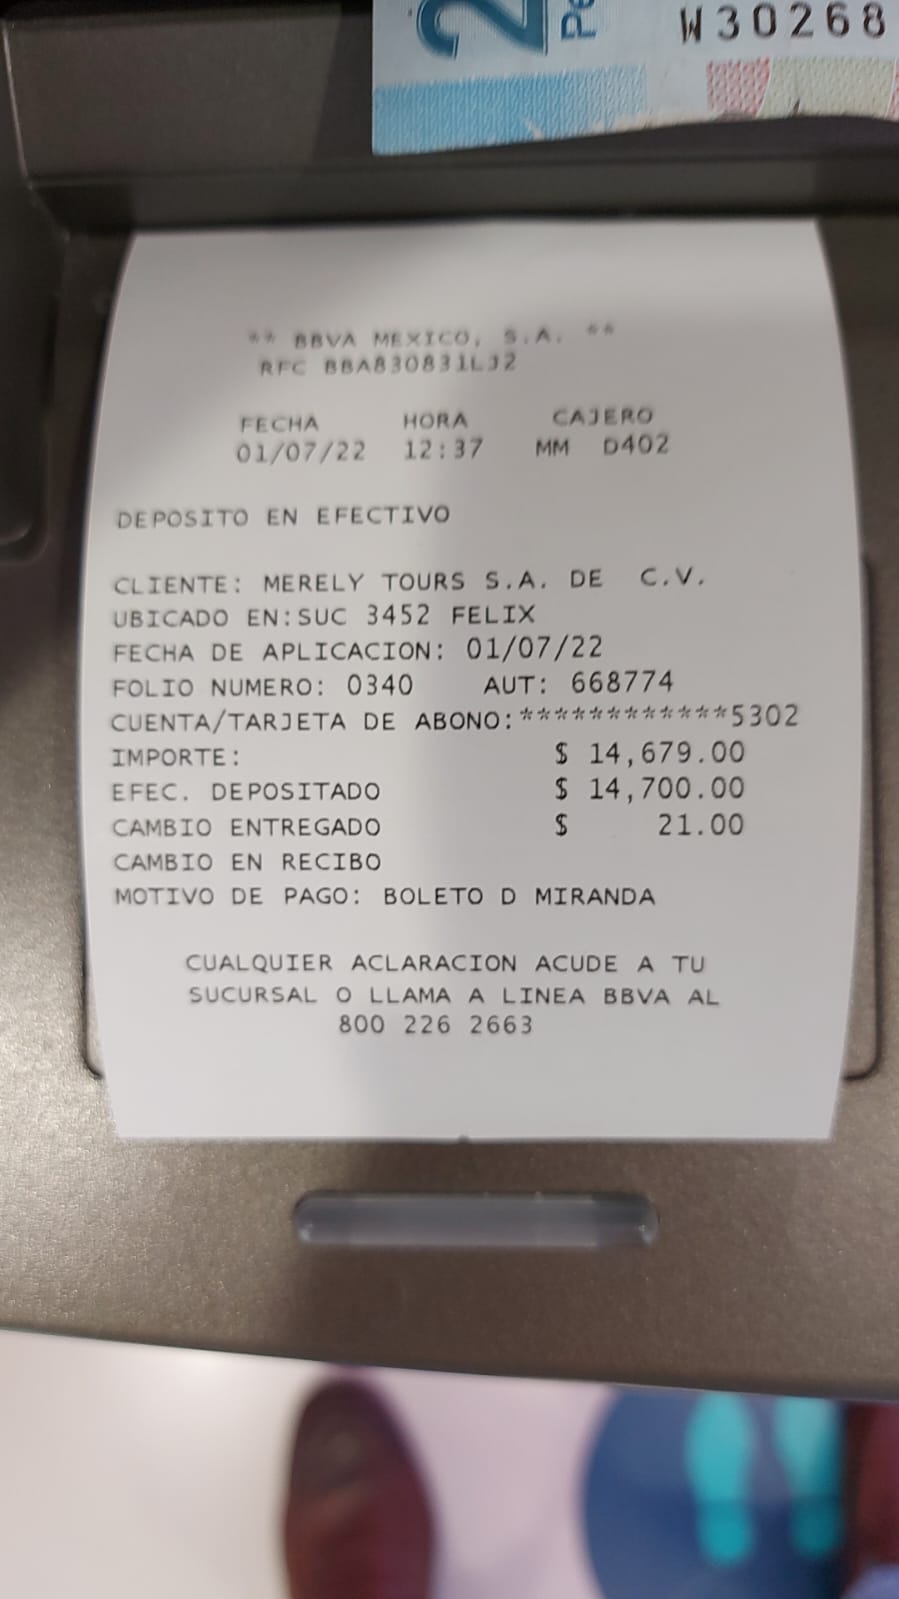 2
Pe
W30268
** BBVA MEXICO, S.A. **
RFC BBA830831LJ2
FECHA HORA CAJERO
01/07/22 12:37 MM D402
DEPOSITO EN EFECTIVO
CLIENTE: MERELY TOURS S.A. DE C.V.
UBICADO EN:SUC 3452 FELIX
FECHA DE APLICACION: 01/07/22
FOLIO NUMERO: 0340 AUT: 668774
CUENTA/TARJETA DE ABONO:************5302
IMPORTE: $ 14,679.00
EFEC. DEPOSITADO $ 14,700.00
CAMBIO ENTREGADO $ 21.00
CAMBIO EN RECIBO
MOTIVO DE PAGO: BOLETO D MIRANDA
CUALQUIER ACLARACION ACUDE A TU
SUCURSAL O LLAMA A LINEA BBVA AL
800 226 2663